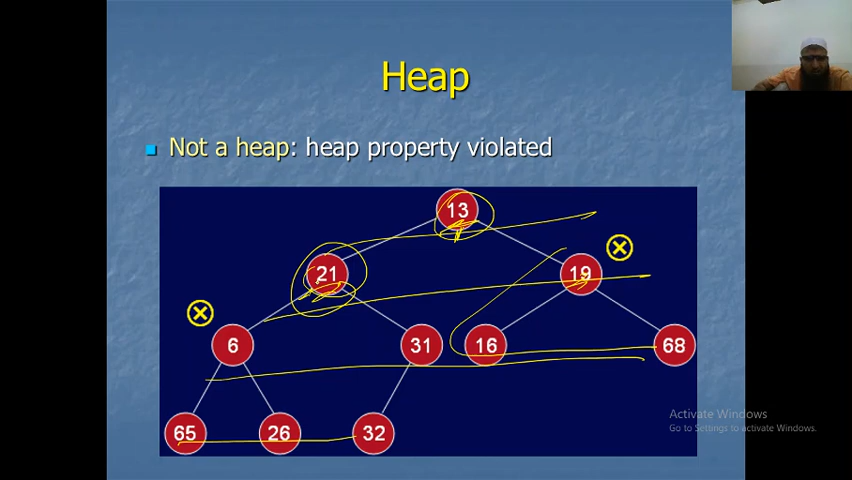 Heap
Not a heap: heap property violated
13
21 19
6 31 16 68
65 26 32
Activate Windows
Go to Settings to activate Windows.